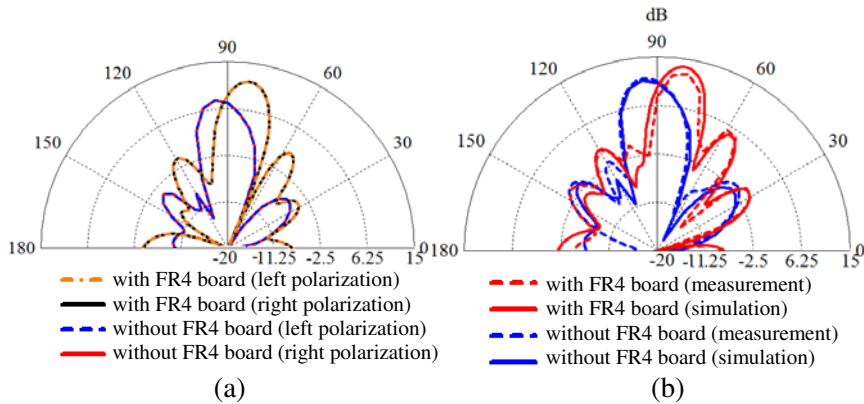 90
120
60
150
30
180
0
-20 -11.25 -2.5 6.25 15
with FR4 board (left polarization)
with FR4 board (right polarization)
without FR4 board (left polarization)
without FR4 board (right polarization)
(a)
dB
90
120
60
150
30
180
0
-20 -11.25 -2.5 6.25 15
with FR4 board (measurement)
with FR4 board (simulation)
without FR4 board (measurement)
without FR4 board (simulation)
(b)